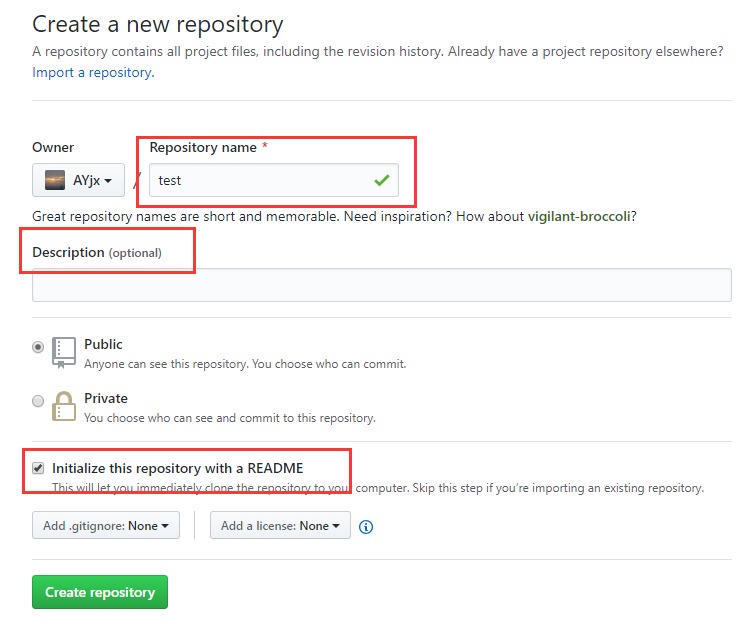 Create a new repository
A repository contains all project files, including the revision history. Already have a project repository elsewhere?
Import a repository.
Owner
Repository name *
AYjx
/
test
Great repository names are short and memorable. Need inspiration? How about vigilant-broccoli?
Description (optional)
Public
Anyone can see this repository. You choose who can commit.
Private
You choose who can see and commit to this repository.
Initialize this repository with a README
This will let you immediately clone the repository to your computer. Skip this step if you’re importing an existing repository.
Add .gitignore: None
Add a license: None
Create repository